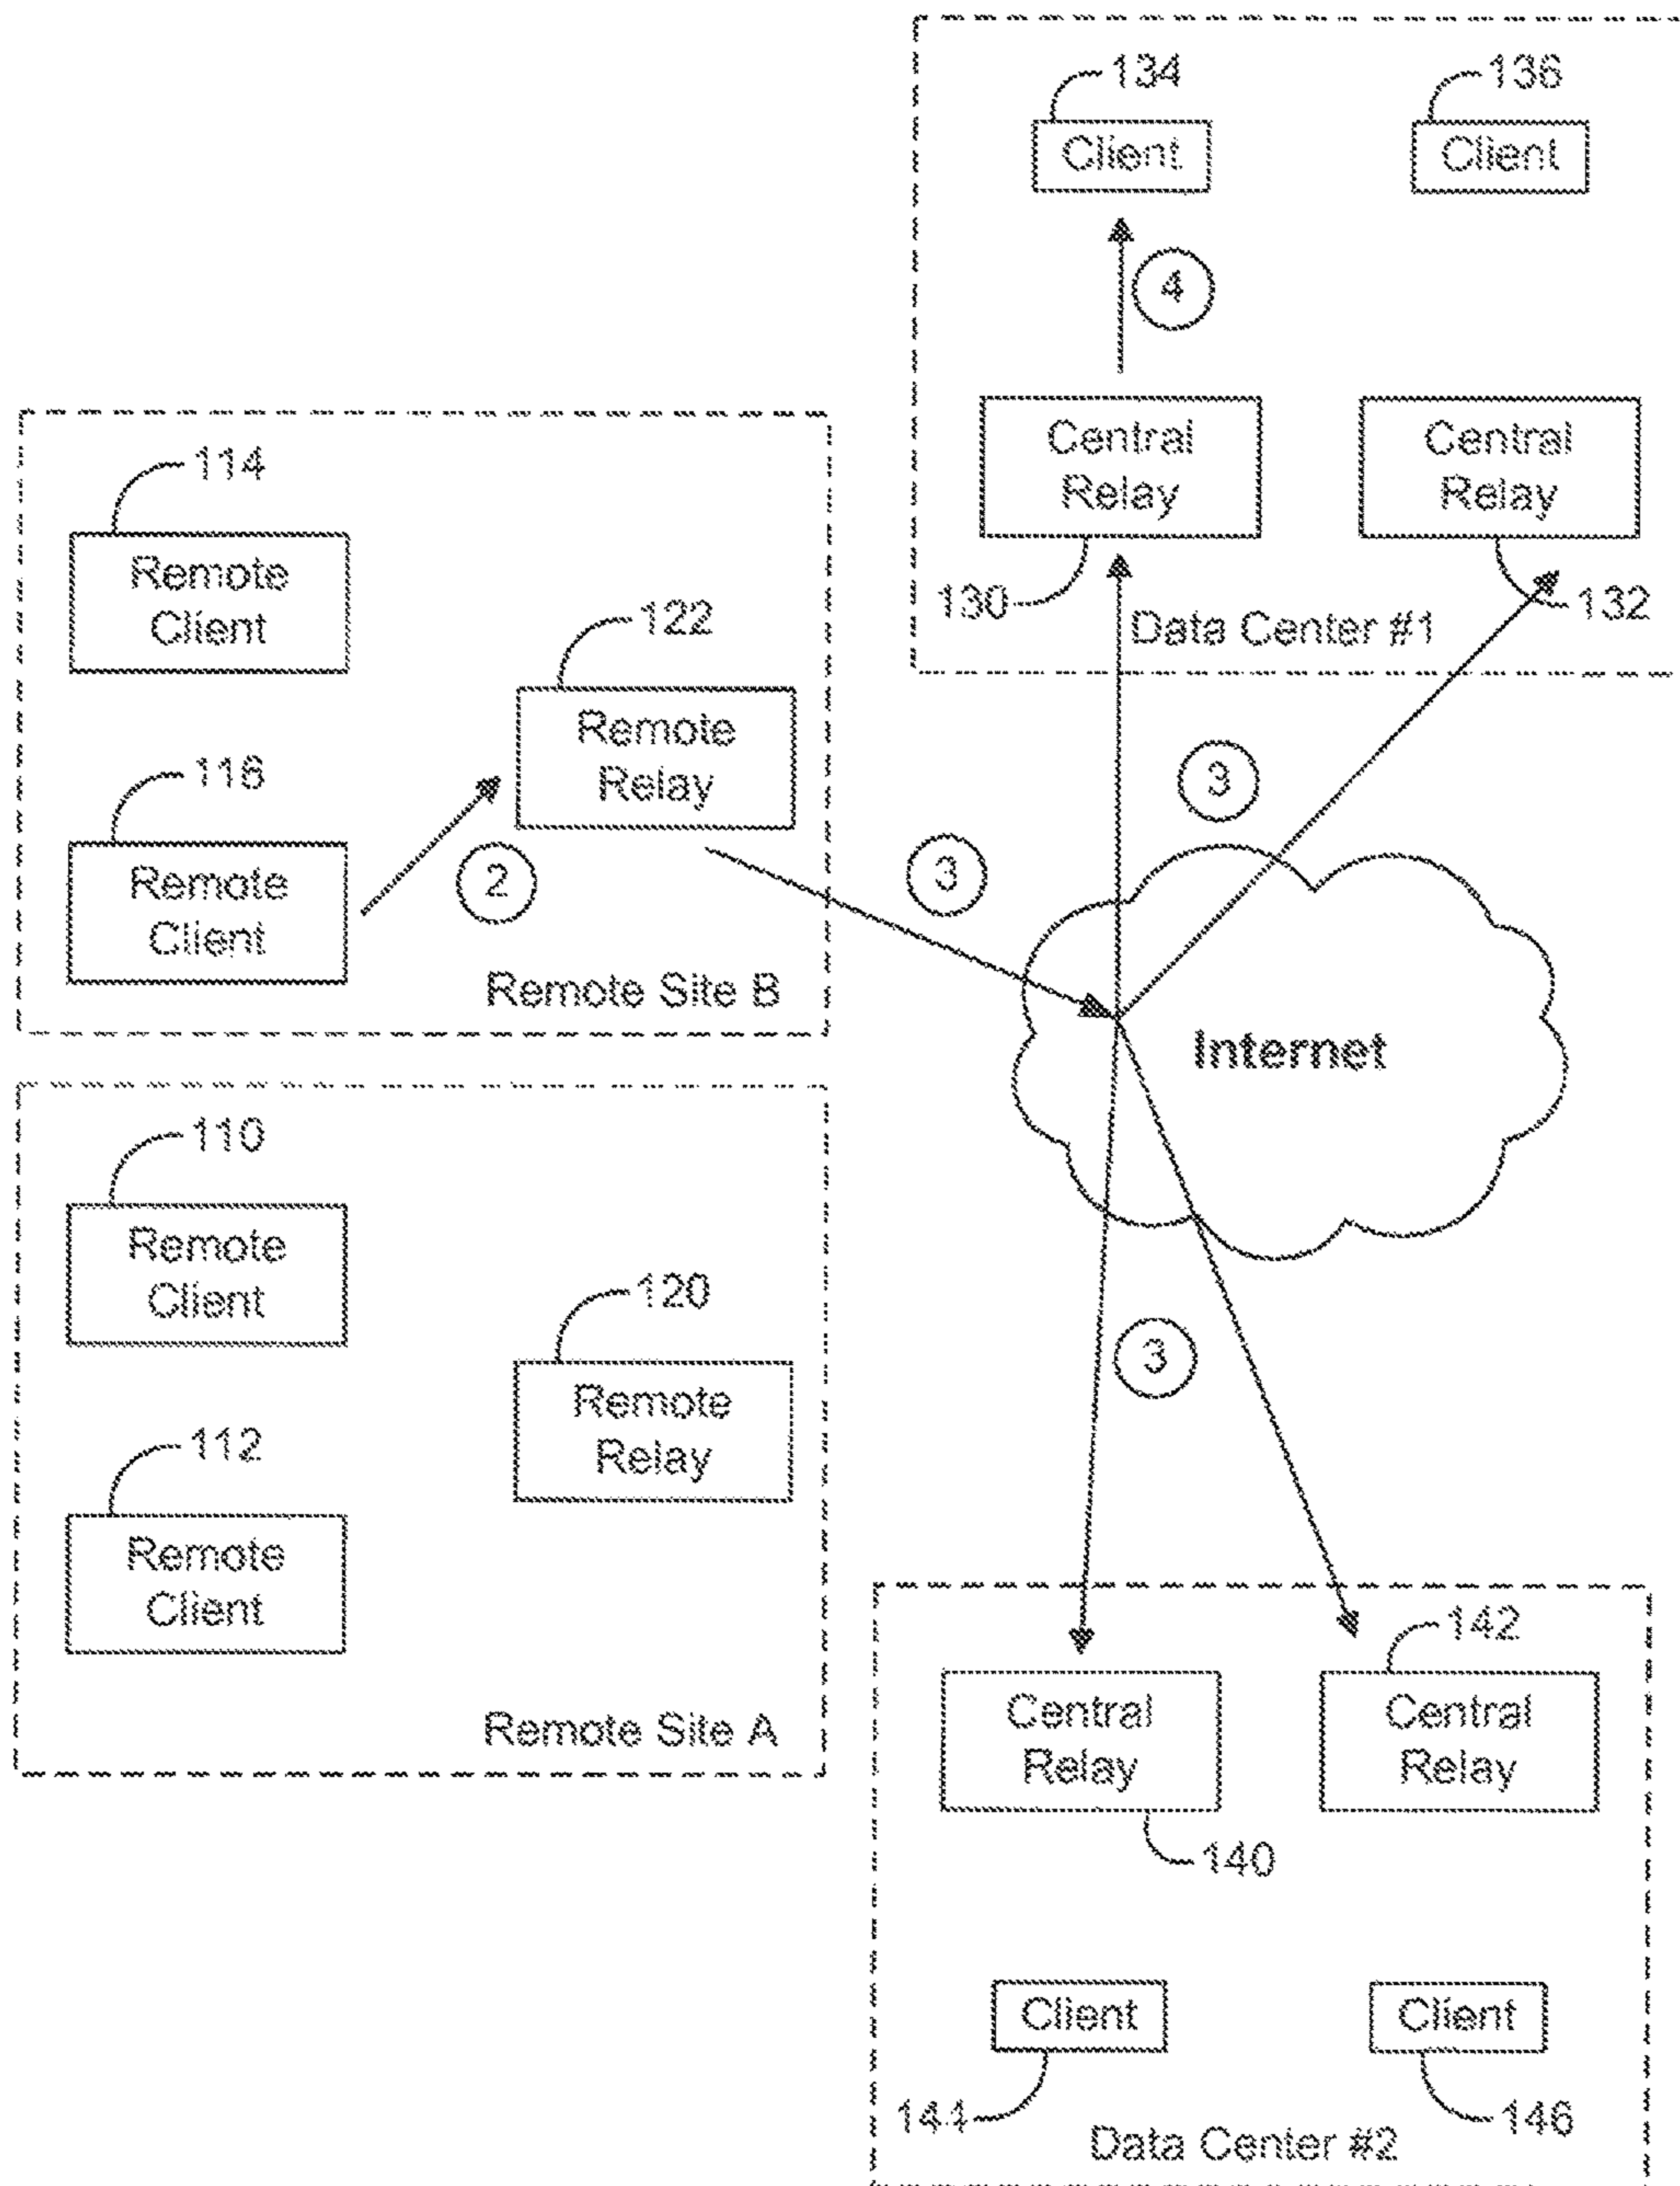 134
136
Client
Client
4
Central
Relay
Central
Relay
130
132
Data Center #1
114
Remote
Client
122
Remote
Relay
116
Remote
Client
2
Remote Site B
3
3
Internet
110
Remote
Client
120
Remote
Relay
112
Remote
Client
Remote Site A
3
142
Central
Relay
Central
Relay
140
Client
Client
144
146
Data Center #2